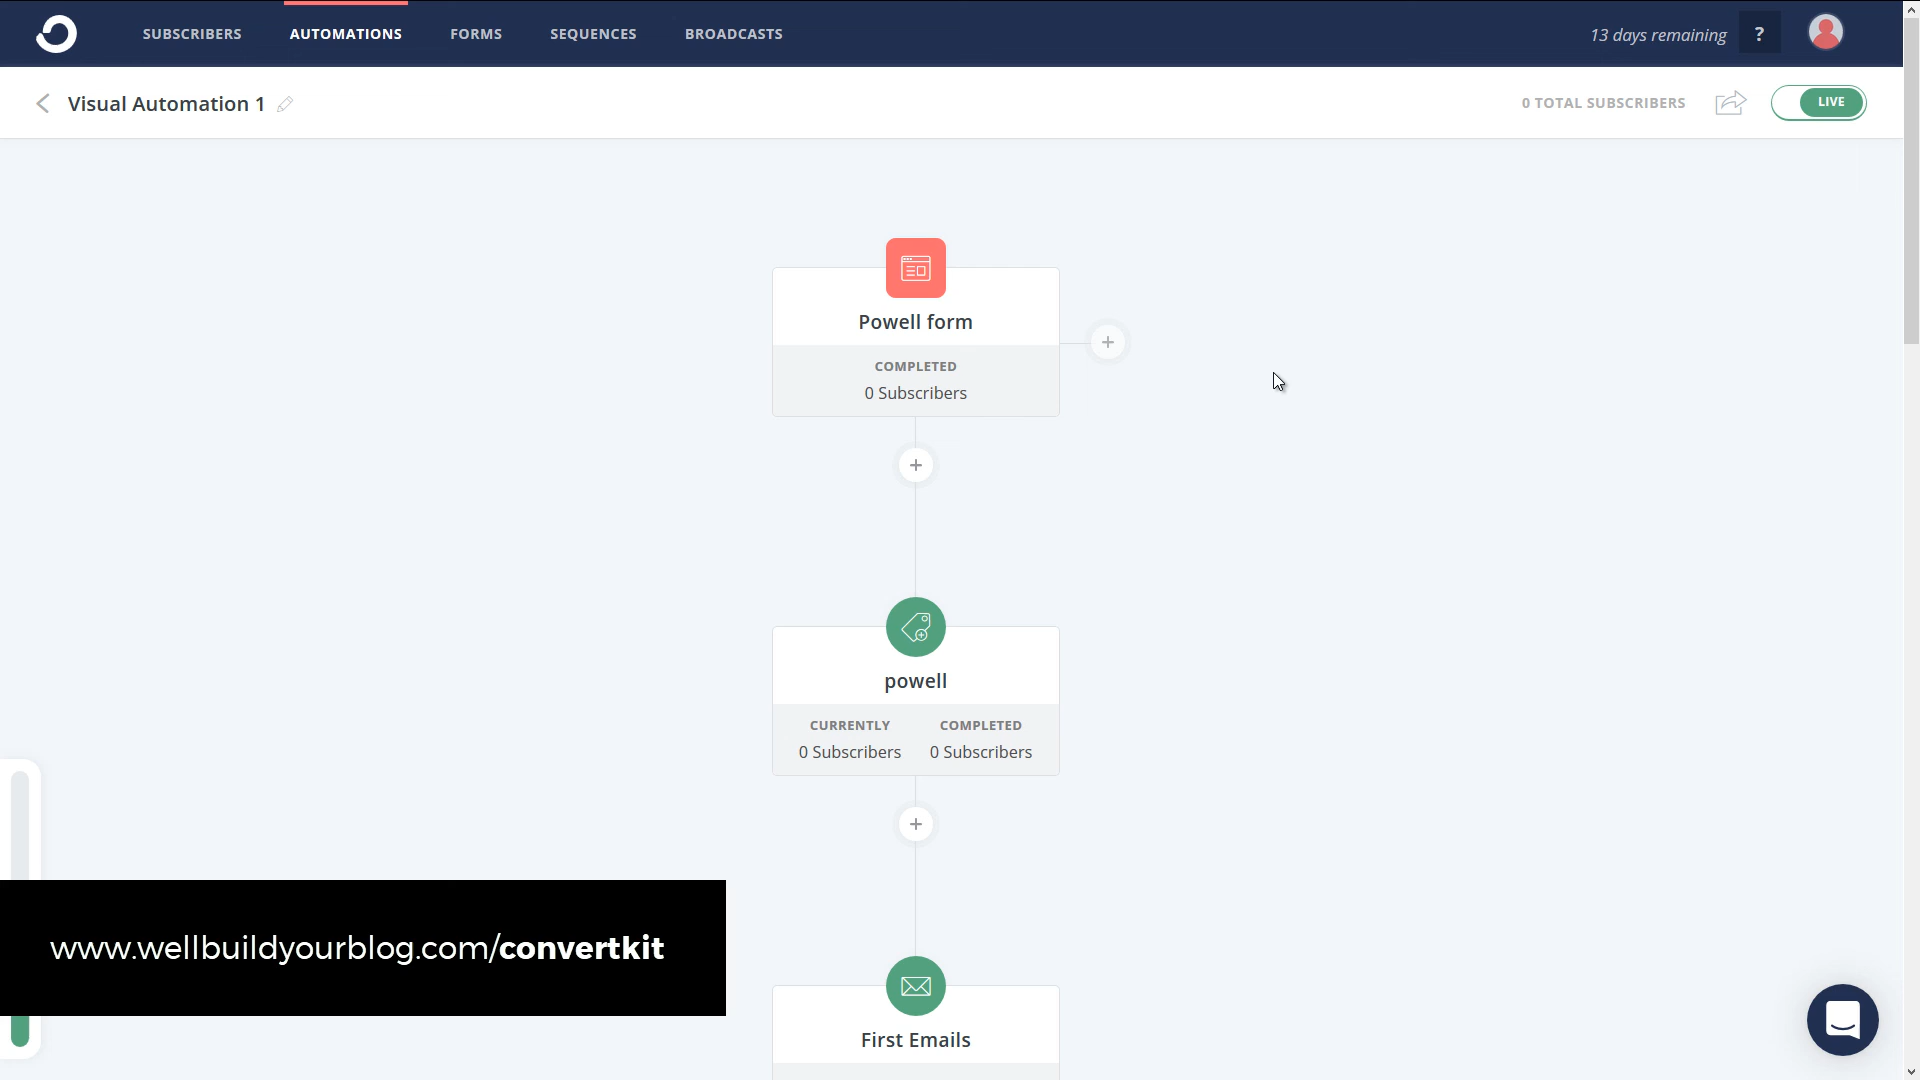 SUBSCRIBERS AUTOMATIONS FORMS SEQUENCES BROADCASTS 13 days remaining ?
Visual Automation 1 0 TOTAL SUBSCRIBERS LIVE
Powell form
COMPLETED
0 Subscribers
+
+
powell
CURRENTLY COMPLETED
0 Subscribers 0 Subscribers
+
www.wellbuildyourblog.com/convertkit
First Emails